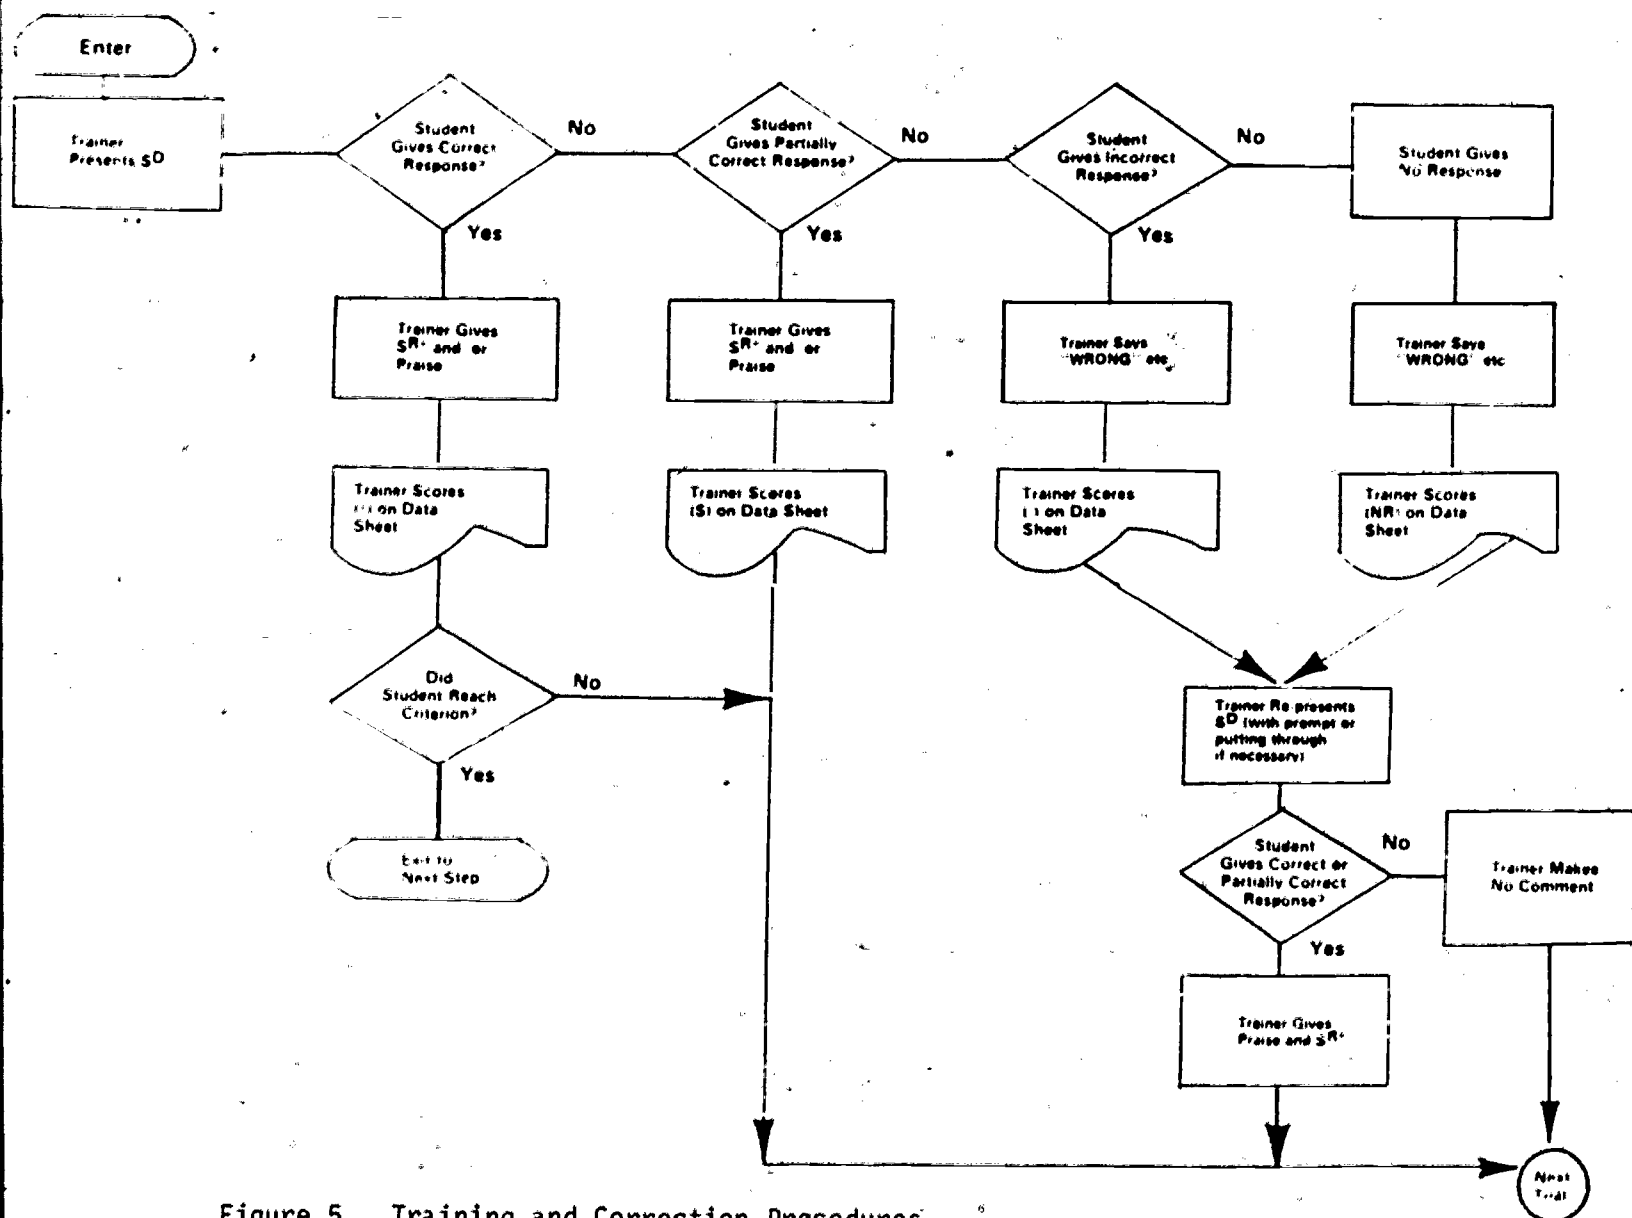 Enter
Trainer
Presents SD
Student
Gives Correct
Response?
No
Yes
Student
Gives Partially
Correct Response?
No
Yes
Student
Gives Incorrect
Response?
No
Yes
Student Gives
No Response
Trainer Gives
SR+ and or
Praise
Trainer Gives
SR+ and or
Praise
Trainer Says
"WRONG" etc
Trainer Says
"WRONG" etc
Trainer Scores
on Data
Sheet
Trainer Scores
(S) on Data Sheet
Trainer Scores
(-) on Data
Sheet
Trainer Scores
(NR) on Data
Sheet
Did
Student Reach
Criterion?
No
Yes
Exit to
Next Step
Trainer Re-presents
SD (with prompt or
putting through
if necessary)
Student
Gives Correct or
Partially Correct
Response?
No
Yes
Trainer Makes
No Comment
Trainer Gives
Praise and SR+
Next
Trial
Figure 5. Training and Correction Procedures